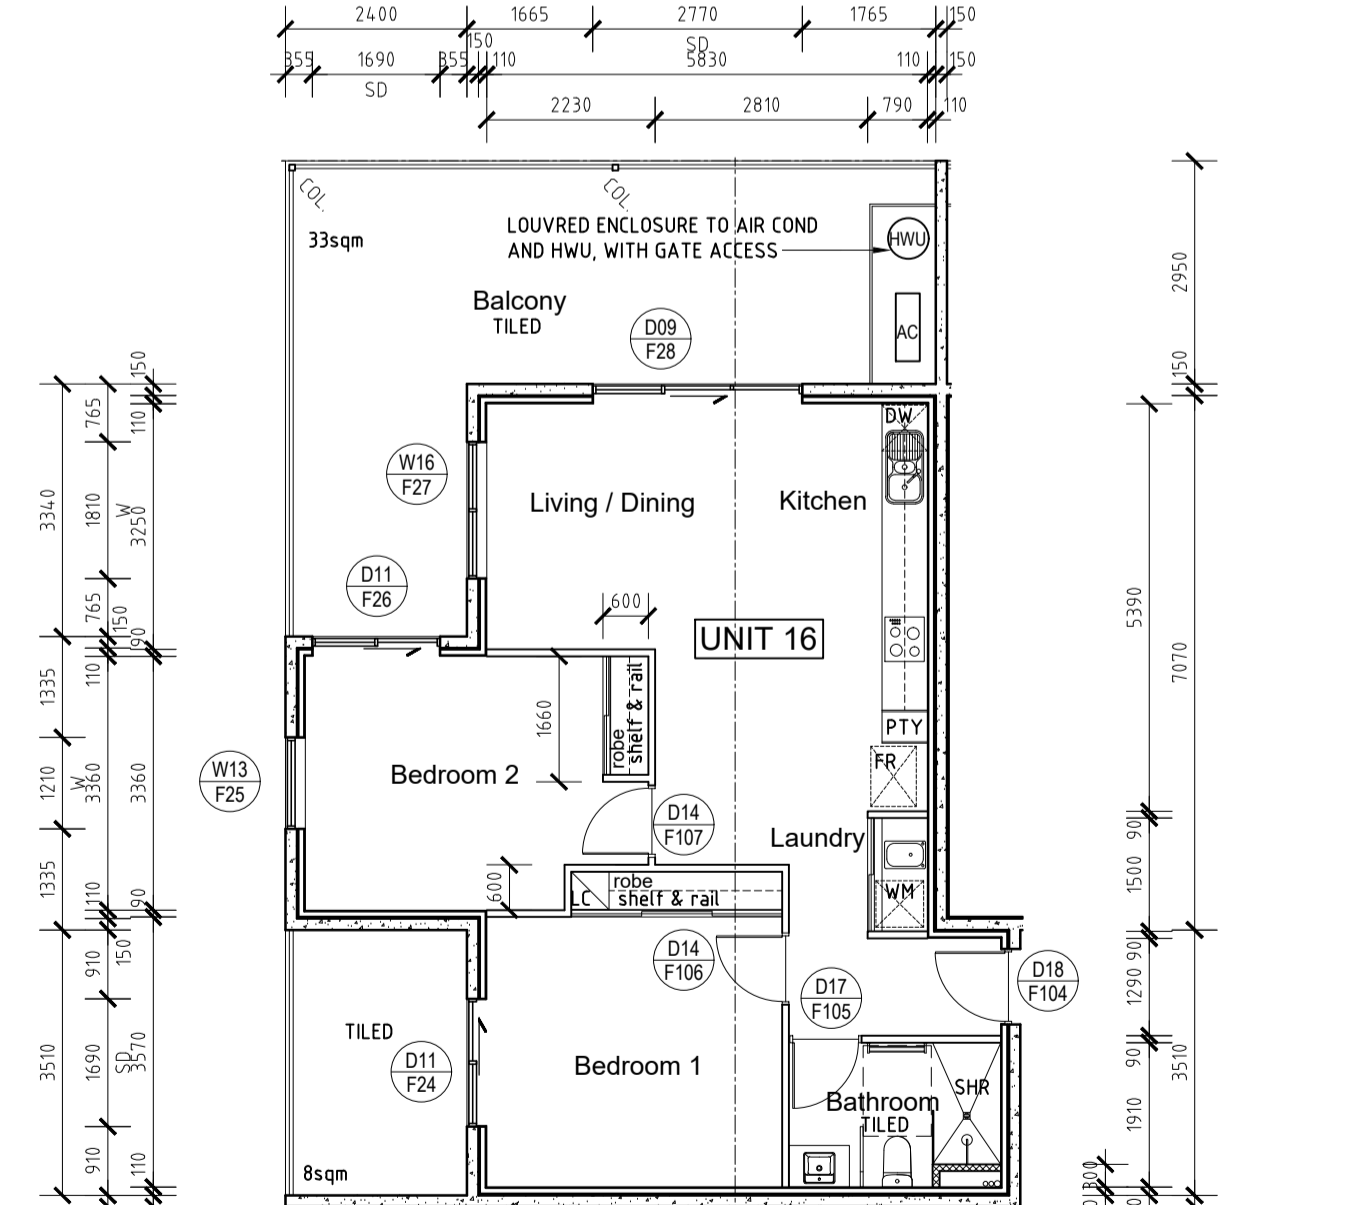 2400
1665
2770
1765
150
SD
150
355
1690
355
110
5830
110
150
SD
2230
2810
790
110
COL.
COL.
33sqm
LOUVRED ENCLOSURE TO AIR COND
AND HWU, WITH GATE ACCESS
HWU
Balcony
TILED
AC
D09
F28
2950
150
150
765
110
DW
W16
F27
Living / Dining
Kitchen
3340
1810
W
3250
D11
F26
600
765
150
90
UNIT 16
5390
7070
1335
110
1660
robe
shelf & rail
PTY
FR
W13
F25
1210
W
3360
3360
Bedroom 2
D14
F107
Laundry
90
1335
110
90
600
LC
robe
shelf & rail
WM
1500
910
150
D14
F106
D17
F105
D18
F104
90
1290
TILED
D11
F24
3510
1690
SD
3570
Bedroom 1
Bathroom
TILED
SHR
90
3510
1910
910
110
8sqm
300